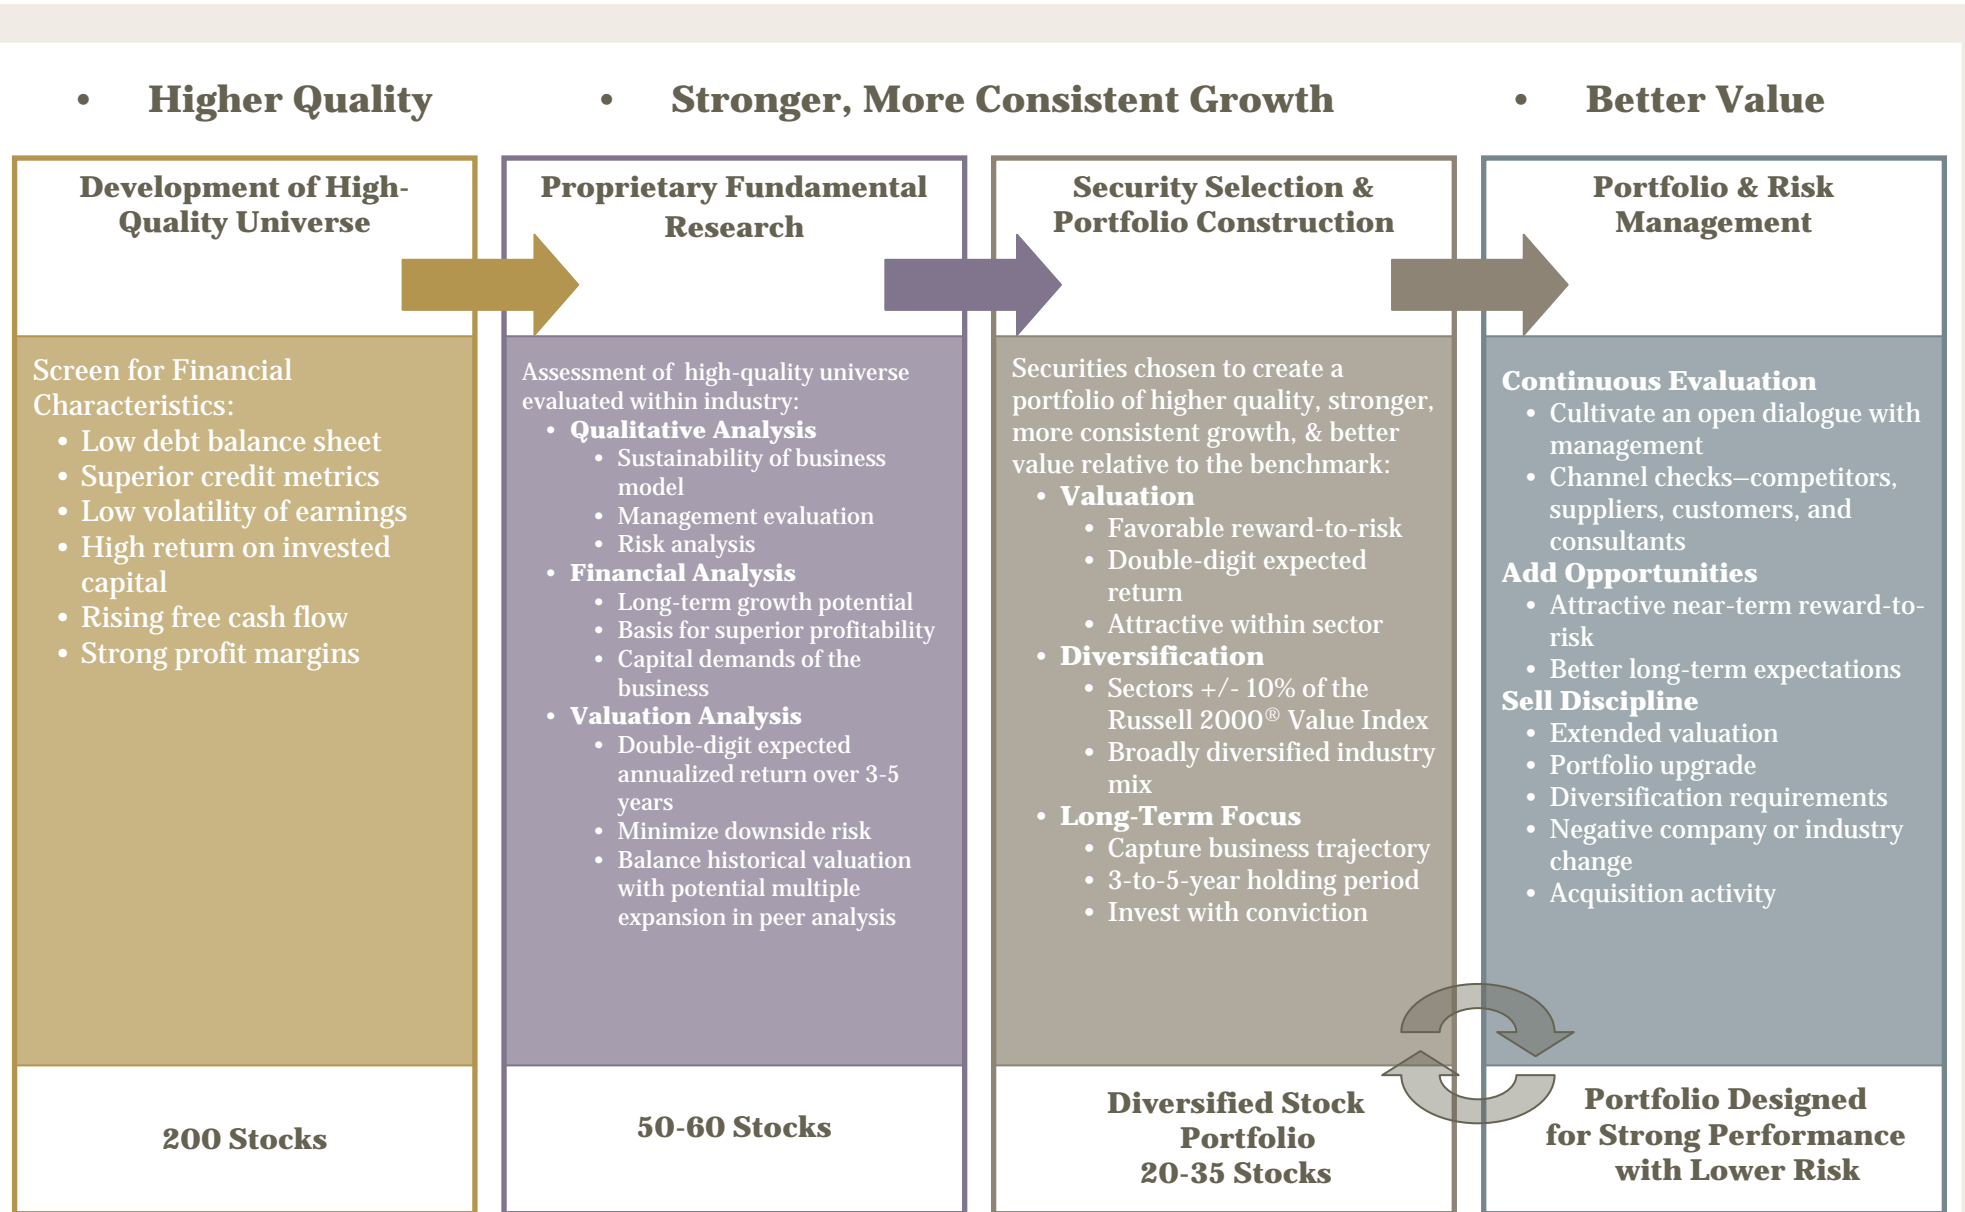 • Higher Quality
• Stronger, More Consistent Growth
• Better Value
Development of High-
Quality Universe
Screen for Financial
Characteristics:
• Low debt balance sheet
• Superior credit metrics
• Low volatility of earnings
• High return on invested
capital
• Rising free cash flow
• Strong profit margins
200 Stocks
Proprietary Fundamental
Research
Assessment of high-quality universe
evaluated within industry:
• Qualitative Analysis
• Sustainability of business
model
• Management evaluation
• Risk analysis
• Financial Analysis
• Long-term growth potential
• Basis for superior profitability
• Capital demands of the
business
• Valuation Analysis
• Double-digit expected
annualized return over 3-5
years
• Minimize downside risk
• Balance historical valuation
with potential multiple
expansion in peer analysis
50-60 Stocks
Security Selection &
Portfolio Construction
Securities chosen to create a
portfolio of higher quality, stronger,
more consistent growth, & better
value relative to the benchmark:
• Valuation
• Favorable reward-to-risk
• Double-digit expected
return
• Attractive within sector
• Diversification
• Sectors +/- 10% of the
Russell 2000® Value Index
• Broadly diversified industry
mix
• Long-Term Focus
• Capture business trajectory
• 3-to-5-year holding period
• Invest with conviction
Diversified Stock
Portfolio
20-35 Stocks
Portfolio & Risk
Management
Continuous Evaluation
• Cultivate an open dialogue with
management
• Channel checks–competitors,
suppliers, customers, and
consultants
Add Opportunities
• Attractive near-term reward-to-
risk
• Better long-term expectations
Sell Discipline
• Extended valuation
• Portfolio upgrade
• Diversification requirements
• Negative company or industry
change
• Acquisition activity
Portfolio Designed
for Strong Performance
with Lower Risk